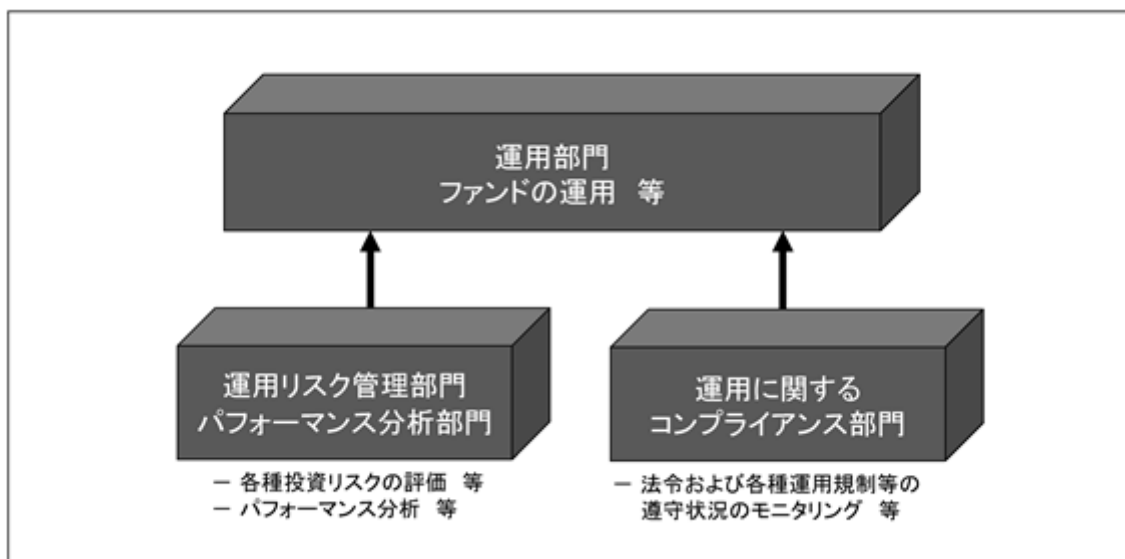 運用部門
ファンドの運用 等
運用リスク管理部門
パフォーマンス分析部門
－ 各種投資リスクの評価 等
－ パフォーマンス分析 等
運用に関する
コンプライアンス部門
－ 法令および各種運用規制等の
遵守状況のモニタリング 等